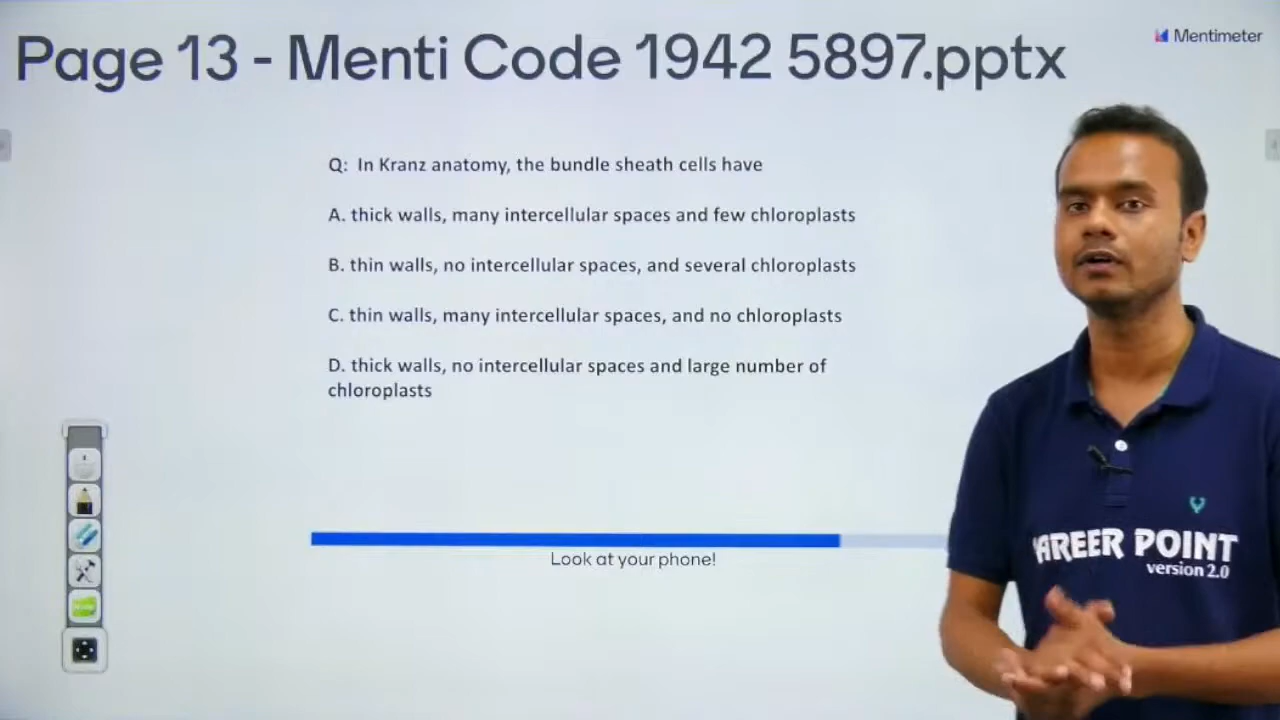 Page 13 - Menti Code 1942 5897.pptx
Mentimeter
Q: In Kranz anatomy, the bundle sheath cells have
A. thick walls, many intercellular spaces and few chloroplasts
B. thin walls, no intercellular spaces, and several chloroplasts
C. thin walls, many intercellular spaces, and no chloroplasts
D. thick walls, no intercellular spaces and large number of
chloroplasts
Look at your phone!
AREER POINT
version 2.0